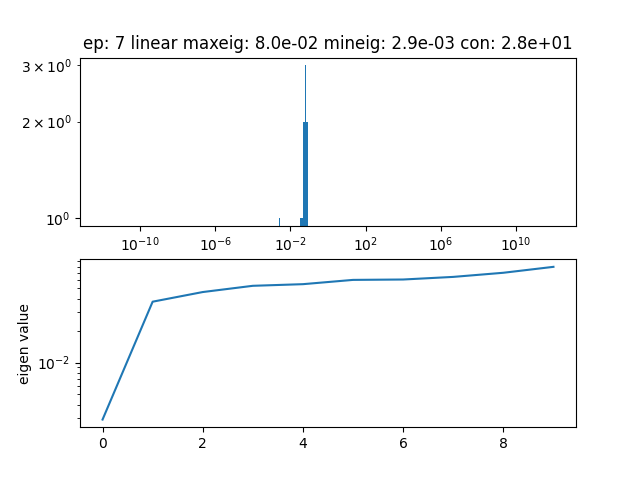 ep: 7 linear maxeig: 8.0e-02 mineig: 2.9e-03 con: 2.8e+01
3 × 10⁰
2 × 10⁰
10⁰
10⁻¹⁰ 10⁻⁶ 10⁻² 10² 10⁶ 10¹⁰
eigen value
10⁻²
0 2 4 6 8